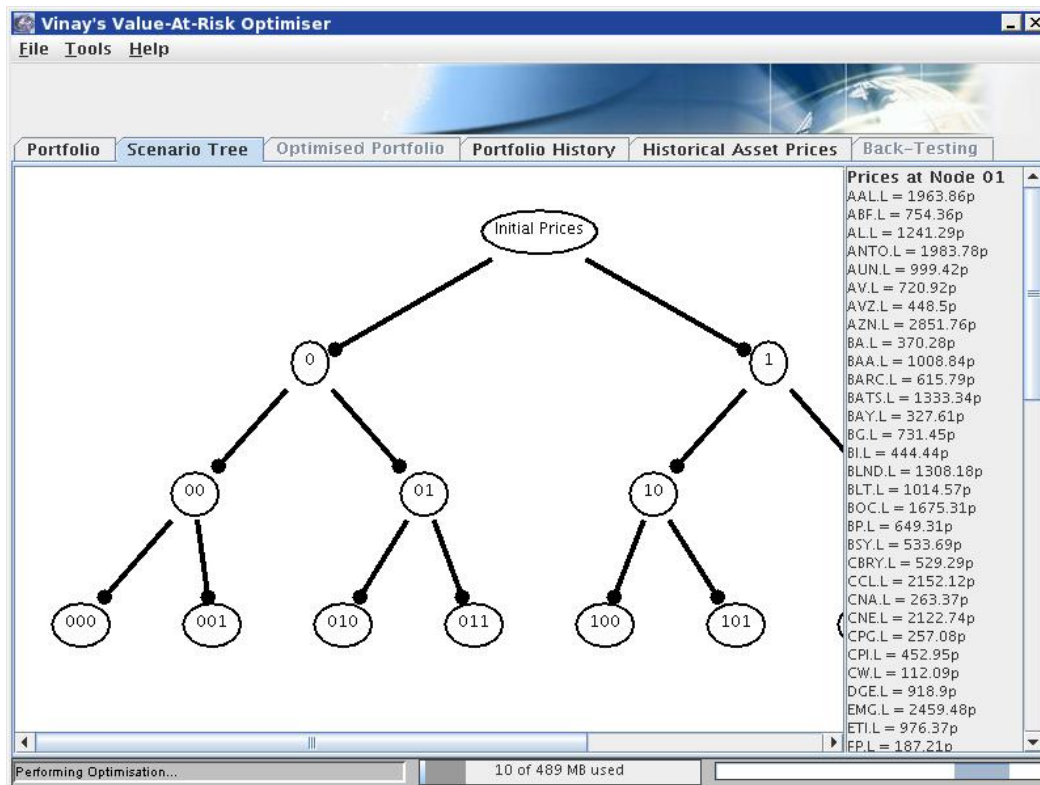 Vinay's Value-At-Risk Optimiser
File Tools Help
Portfolio Scenario Tree Optimised Portfolio Portfolio History Historical Asset Prices Back-Testing
Initial Prices
0 1
00 01 10
000 001 010 011 100 101
Prices at Node 01
AAL.L = 1963.86p
ABF.L = 754.36p
AL.L = 1241.29p
ANTO.L = 1983.78p
AUN.L = 999.42p
AV.L = 720.92p
AVZ.L = 448.5p
AZN.L = 2851.76p
BA.L = 370.28p
BAA.L = 1008.84p
BARC.L = 615.79p
BATS.L = 1333.34p
BAY.L = 327.61p
BG.L = 731.45p
BI.L = 444.44p
BLND.L = 1308.18p
BLT.L = 1014.57p
BOC.L = 1675.31p
BP.L = 649.31p
BSY.L = 533.69p
CBRY.L = 529.29p
CCL.L = 2152.12p
CNA.L = 263.37p
CNE.L = 2122.74p
CPG.L = 257.08p
CPI.L = 452.95p
CW.L = 112.09p
DGE.L = 918.9p
EMG.L = 2459.48p
ETI.L = 976.37p
FP.L = 187.21p
Performing Optimisation... 10 of 489 MB used